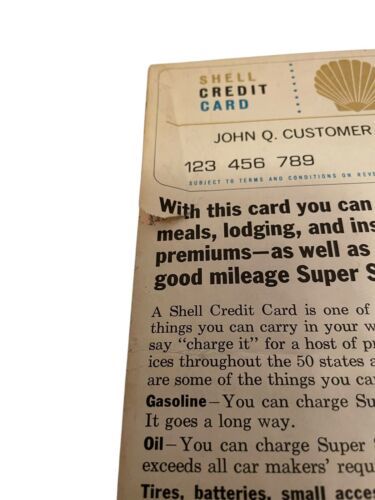 SHELL
CREDIT
CARD
JOHN Q. CUSTOMER
123 456 789
SUBJECT TO TERMS AND CONDITIONS ON REV
With this card you can
meals, lodging, and ins
premiums—as well as
good mileage Super S
A Shell Credit Card is one of
things you can carry in your w
say "charge it" for a host of pr
ices throughout the 50 states a
are some of the things you ca
Gasoline—You can charge Su
It goes a long way.
Oil—You can charge Super
exceeds all car makers' requ
Tires, batteries, small acces